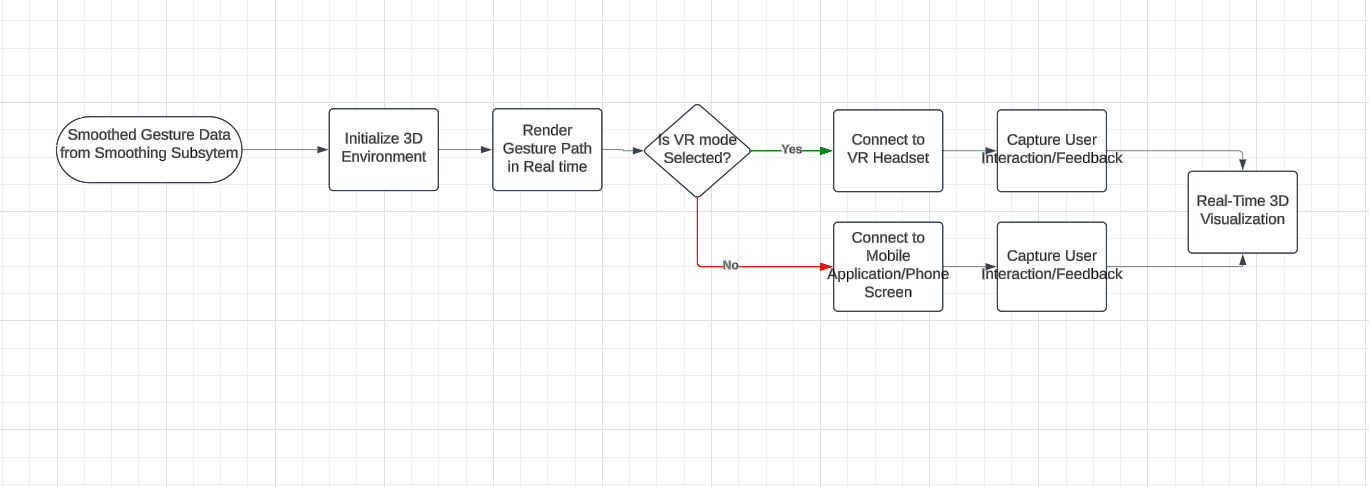 Smoothed Gesture Data
from Smoothing Subsytem
Initialize 3D
Environment
Render
Gesture Path
in Real time
Is VR mode
Selected?
Yes
Connect to
VR Headset
Capture User
Interaction/Feedback
Real-Time 3D
Visualization
No
Connect to
Mobile
Application/Phone
Screen
Capture User
Interaction/Feedback